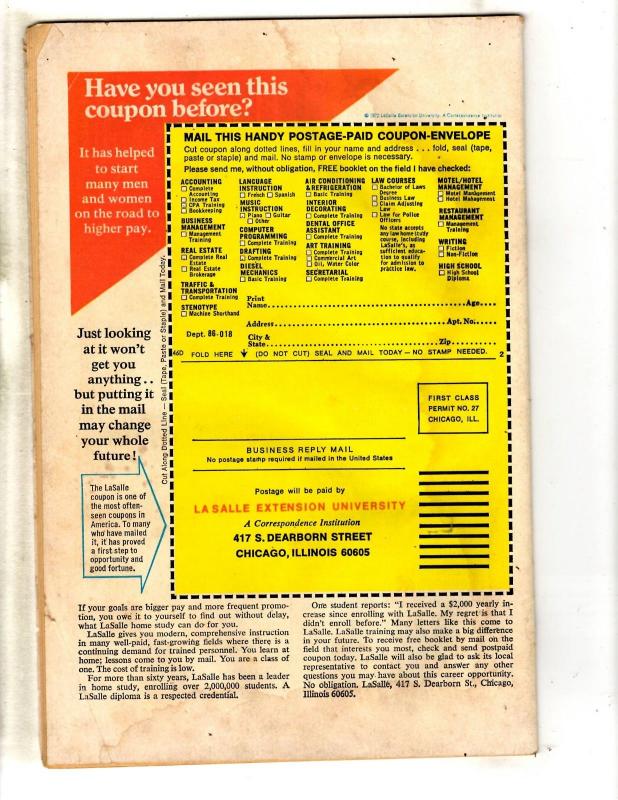 Have you seen this
coupon before?
© 1972 LaSalle Extension University, A Correspondence Institution
It has helped
to start
many men
and women
on the road to
higher pay.
Just looking
at it won't
get you
anything . .
but putting it
in the mail
may change
your whole
future!
The LaSalle
coupon is one of
the most often-
seen coupons in
America. To many
who have mailed
it, it has proved
a first step to
opportunity and
good fortune.
Cut Along Dotted Line — Seal (Tape, Paste or Staple) and Mail Today.
MAIL THIS HANDY POSTAGE-PAID COUPON-ENVELOPE
Cut coupon along dotted lines, fill in your name and address . . . fold, seal (tape,
paste or staple) and mail. No stamp or envelope is necessary.
Please send me, without obligation, FREE booklet on the field I have checked:
ACCOUNTING
Complete
Accounting
Income Tax
CPA Training
Bookkeeping
BUSINESS
MANAGEMENT
Management
Training
REAL ESTATE
Complete Real
Estate
Real Estate
Brokerage
TRAFFIC &
TRANSPORTATION
Complete Training
STENOTYPE
Machine Shorthand
LANGUAGE
INSTRUCTION
French Spanish
MUSIC
INSTRUCTION
Piano Guitar
Other
COMPUTER
PROGRAMMING
Complete Training
DRAFTING
Complete Training
DIESEL
MECHANICS
Basic Training
AIR CONDITIONING
& REFRIGERATION
Basic Training
INTERIOR
DECORATING
Complete Training
DENTAL OFFICE
ASSISTANT
Complete Training
ART TRAINING
Complete Training
Commercial Art
Oil, Water Color
SECRETARIAL
Complete Training
LAW COURSES
Bachelor of Laws
Degree
Business Law
Claim Adjusting
Law
Law for Police
Officers
No state accepts
any law home study
course, including
LaSalle's, as
sufficient educa-
tion to qualify
for admission to
practice law.
MOTEL/HOTEL
MANAGEMENT
Motel Management
Hotel Management
RESTAURANT
MANAGEMENT
Management
Training
WRITING
Fiction
Non-Fiction
HIGH SCHOOL
High School
Diploma
Print
Name Age
Address Apt. No.
Dept. 86-018
City &
State Zip
46D FOLD HERE (DO NOT CUT) SEAL AND MAIL TODAY — NO STAMP NEEDED. 2
FIRST CLASS
PERMIT NO. 27
CHICAGO, ILL.
BUSINESS REPLY MAIL
No postage stamp required if mailed in the United States
Postage will be paid by
LA SALLE EXTENSION UNIVERSITY
A Correspondence Institution
417 S. DEARBORN STREET
CHICAGO, ILLINOIS 60605
If your goals are bigger pay and more frequent promo-
tion, you owe it to yourself to find out without delay,
what LaSalle home study can do for you.
LaSalle gives you modern, comprehensive instruction
in many well-paid, fast-growing fields where there is a
continuing demand for trained personnel. You learn at
home; lessons come to you by mail. You are a class of
one. The cost of training is low.
For more than sixty years, LaSalle has been a leader
in home study, enrolling over 2,000,000 students. A
LaSalle diploma is a respected credential.
One student reports: "I received a $2,000 yearly in-
crease since enrolling with LaSalle. My regret is that I
didn't enroll before." Many letters like this come to
LaSalle. LaSalle training may also make a big difference
in your future. To receive free booklet by mail on the
field that interests you most, check and send postpaid
coupon today. LaSalle will also be glad to ask its local
representative to contact you and answer any other
questions you may have about this career opportunity.
No obligation. LaSalle, 417 S. Dearborn St., Chicago,
Illinois 60605.